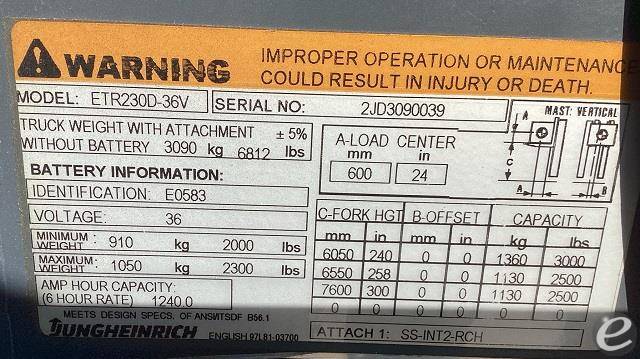 WARNING
IMPROPER OPERATION OR MAINTENANCE
COULD RESULT IN INJURY OR DEATH.
MODEL: ETR230D-36V
SERIAL NO: 2JD3090039
TRUCK WEIGHT WITH ATTACHMENT ± 5%
WITHOUT BATTERY 3090 kg 6812 lbs
BATTERY INFORMATION:
IDENTIFICATION: E0583
VOLTAGE: 36
MINIMUM WEIGHT: 910 kg 2000 lbs
MAXIMUM WEIGHT: 1050 kg 2300 lbs
AMP HOUR CAPACITY:
(6 HOUR RATE) 1240.0
MEETS DESIGN SPECS. OF ANSI/ITSDF B56.1
JUNGHEINRICH ENGLISH 97L81-03700
A-LOAD CENTER
mm in
600 24
MAST: VERTICAL
A
C
A
B
C-FORK HGT B-OFFSET CAPACITY
mm in mm in kg lbs
6050 240 0 0 1360 3000
6550 258 0 0 1130 2500
7600 300 0 0 1130 2500
0 0 0 0 0 0
ATTACH 1: SS-INT2-RCH
e